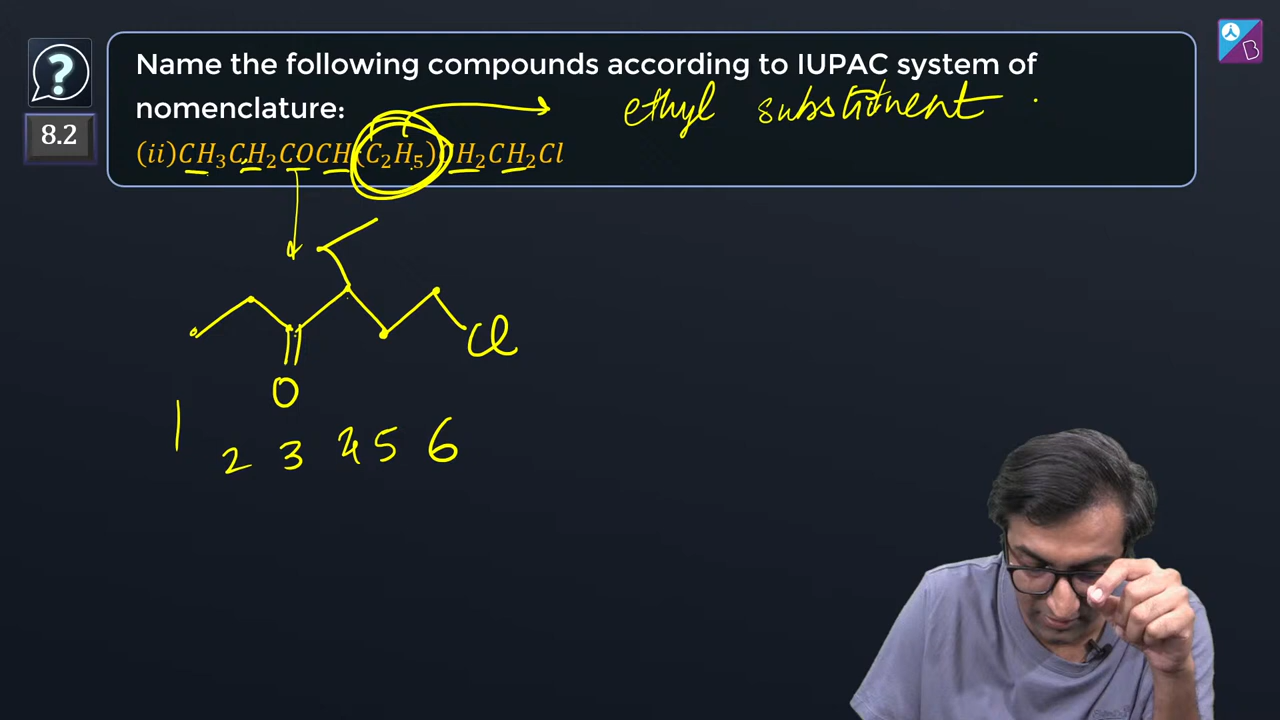 Name the following compounds according to IUPAC system of
nomenclature:
ethyl substituent
8.2
(ii)CH₃CH₂COCH(C₂H₅)CH₂CH₂Cl
Cl
O
1 2 3 4 5 6
B